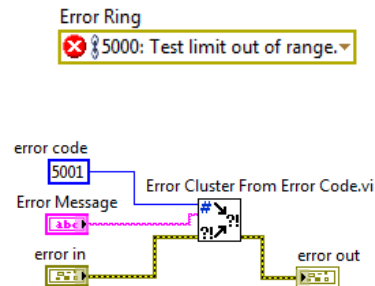 Error Ring
5000: Test limit out of range.
error code
5001
Error Cluster From Error Code.vi
Error Message
abc
# ?!
?!
error in
error out